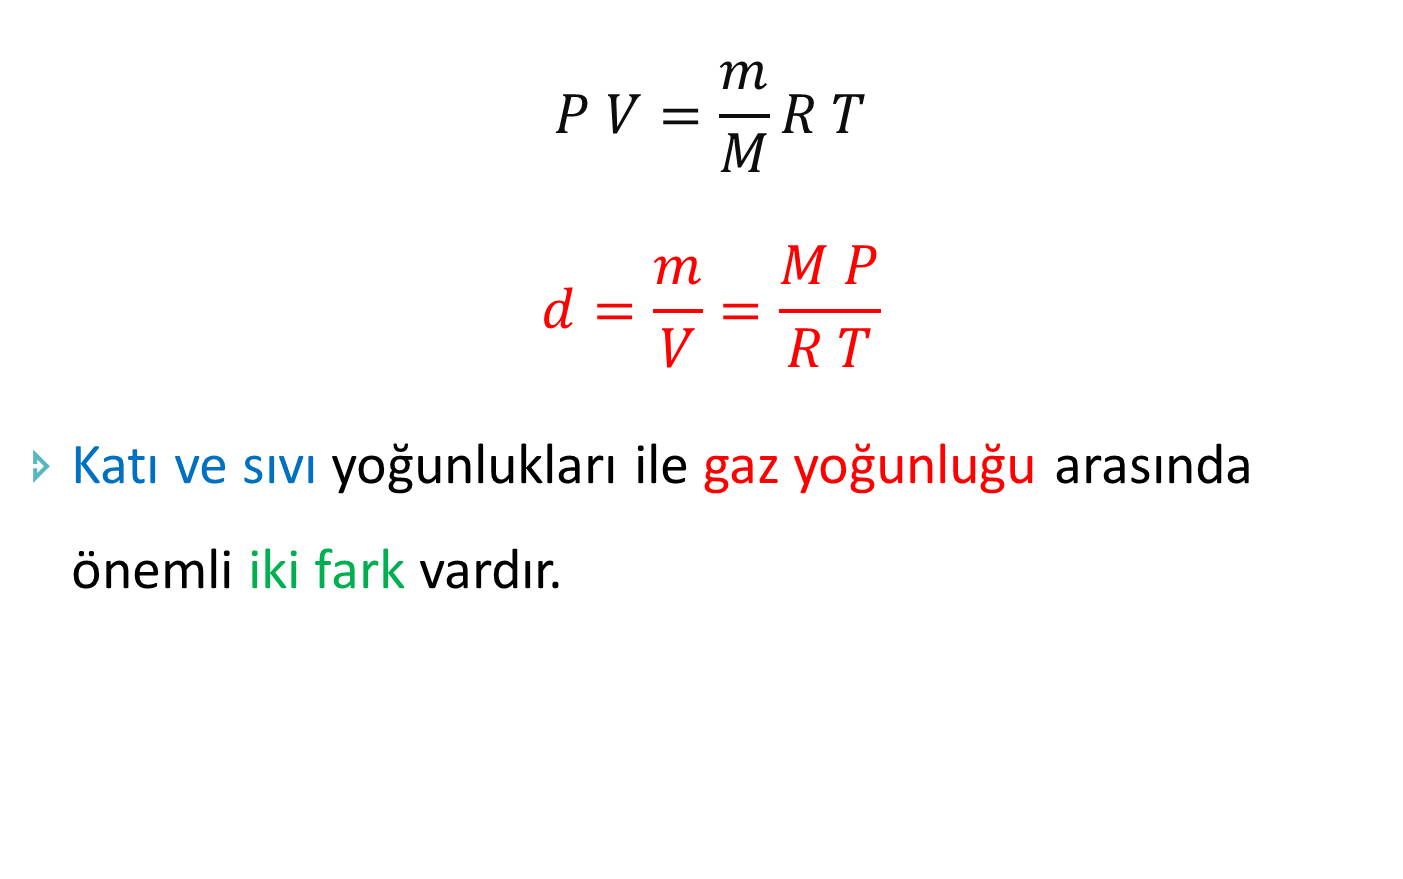 P V = m/M R T
d = m/V = M P/R T
Katı ve sıvı yoğunlukları ile gaz yoğunluğu arasında
önemli iki fark vardır.